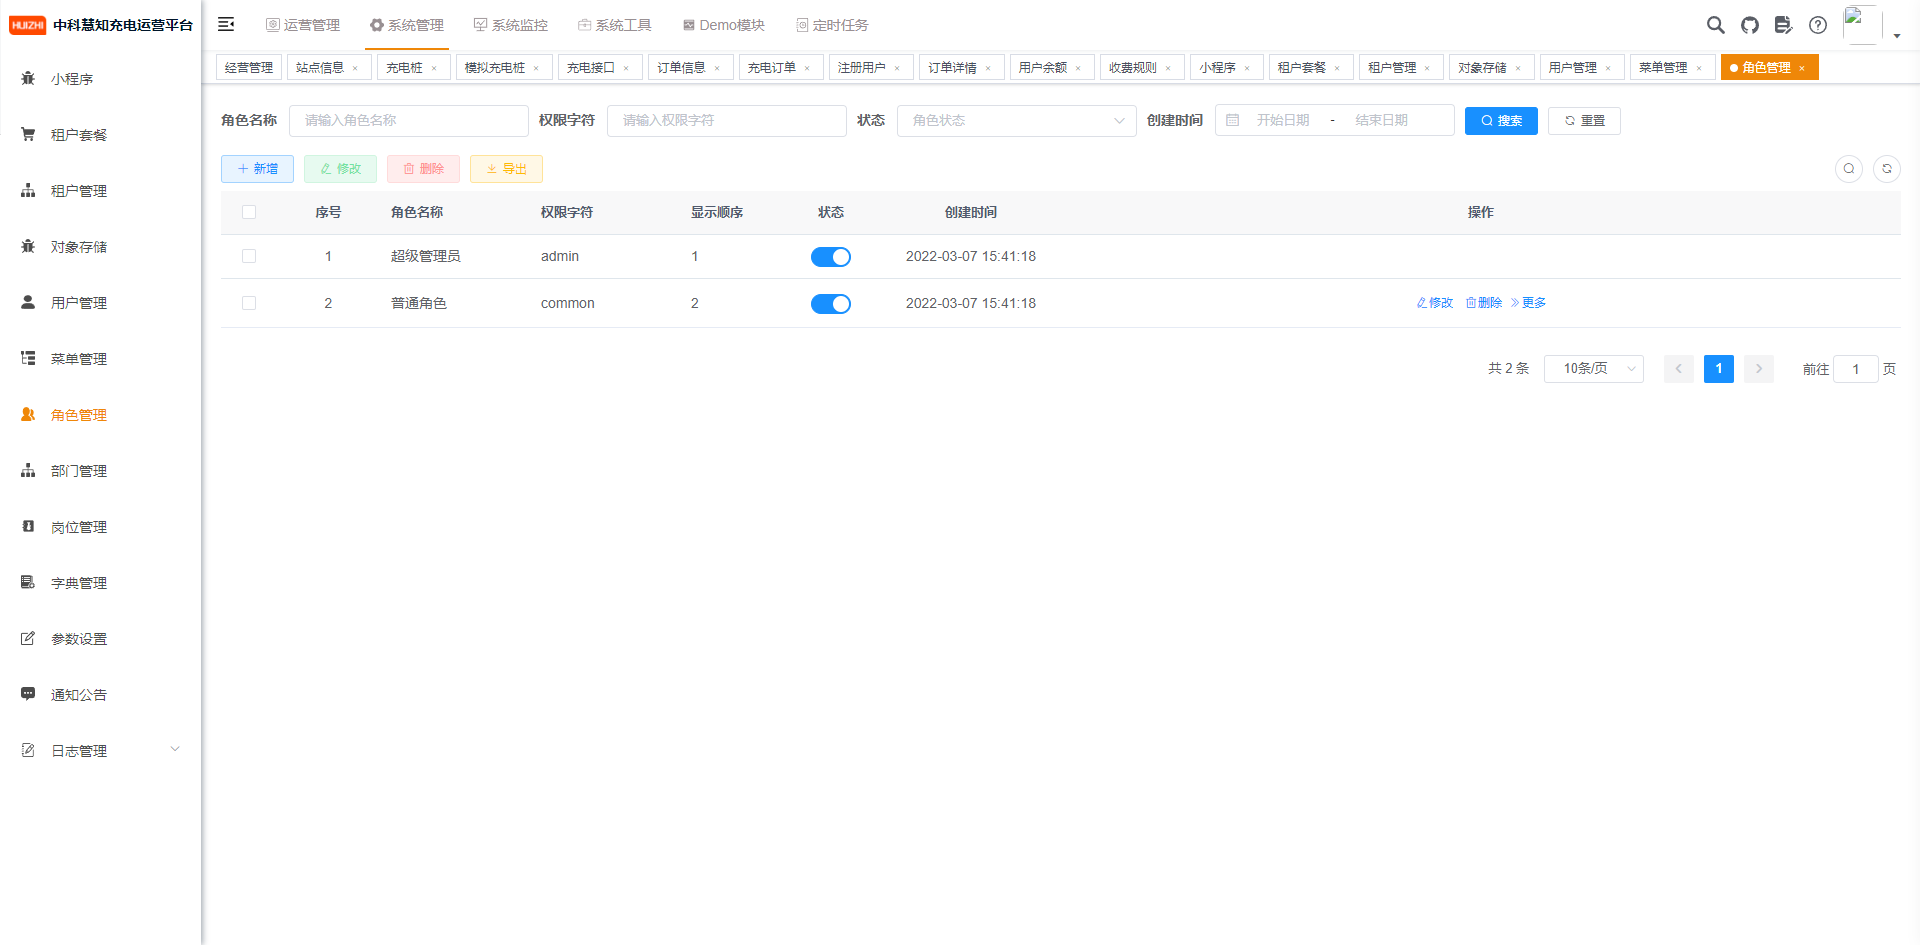 HUIZHI 中科慧知充电运营平台 运营管理 系统管理 系统监控 系统工具 Demo模块 定时任务
经营管理 站点信息 × 充电桩 × 模拟充电桩 × 充电接口 × 订单信息 × 充电订单 × 注册用户 × 订单详情 × 用户余额 × 收费规则 × 小程序 × 租户套餐 × 租户管理 × 对象存储 × 用户管理 × 菜单管理 × 角色管理 ×
小程序
租户套餐
租户管理
对象存储
用户管理
菜单管理
角色管理
部门管理
岗位管理
字典管理
参数设置
通知公告
日志管理
角色名称 请输入角色名称 权限字符 请输入权限字符 状态 角色状态 创建时间 开始日期 - 结束日期 搜索 重置
新增 修改 删除 导出
序号 角色名称 权限字符 显示顺序 状态 创建时间 操作
1 超级管理员 admin 1 2022-03-07 15:41:18
2 普通角色 common 2 2022-03-07 15:41:18 修改 删除 更多
共 2 条 10条/页 1 前往 1 页